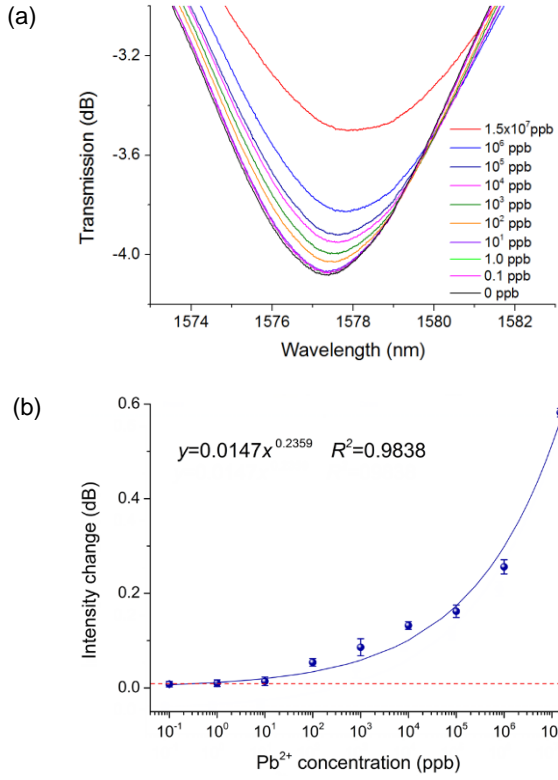 (a)
-3.2
-3.6
-4.0
Transmission (dB)
1.5x10⁷ppb
10⁶ ppb
10⁵ ppb
10⁴ ppb
10³ ppb
10² ppb
10¹ ppb
1.0 ppb
0.1 ppb
0 ppb
1574 1576 1578 1580 1582
Wavelength (nm)
(b)
0.6
0.4
0.2
0.0
Intensity change (dB)
y=0.0147x^0.2359 R²=0.9838
10⁻¹ 10⁰ 10¹ 10² 10³ 10⁴ 10⁵ 10⁶ 10
Pb²⁺ concentration (ppb)